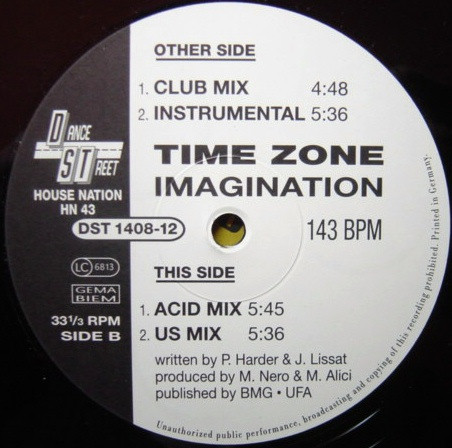 OTHER SIDE
1. CLUB MIX 4:48
2. INSTRUMENTAL 5:36
TIME ZONE
IMAGINATION
143 BPM
THIS SIDE
1. ACID MIX 5:45
2. US MIX 5:36
written by P. Harder & J. Lissat
produced by M. Nero & M. Alici
published by BMG • UFA
DANCE
STREET
HOUSE NATION
HN 43
DST 1408-12
LC 6813
GEMA
BIEM
33 1/3 RPM
SIDE B
Unauthorized public performance, broadcasting and copying of this recording prohibited. Printed in Germany.